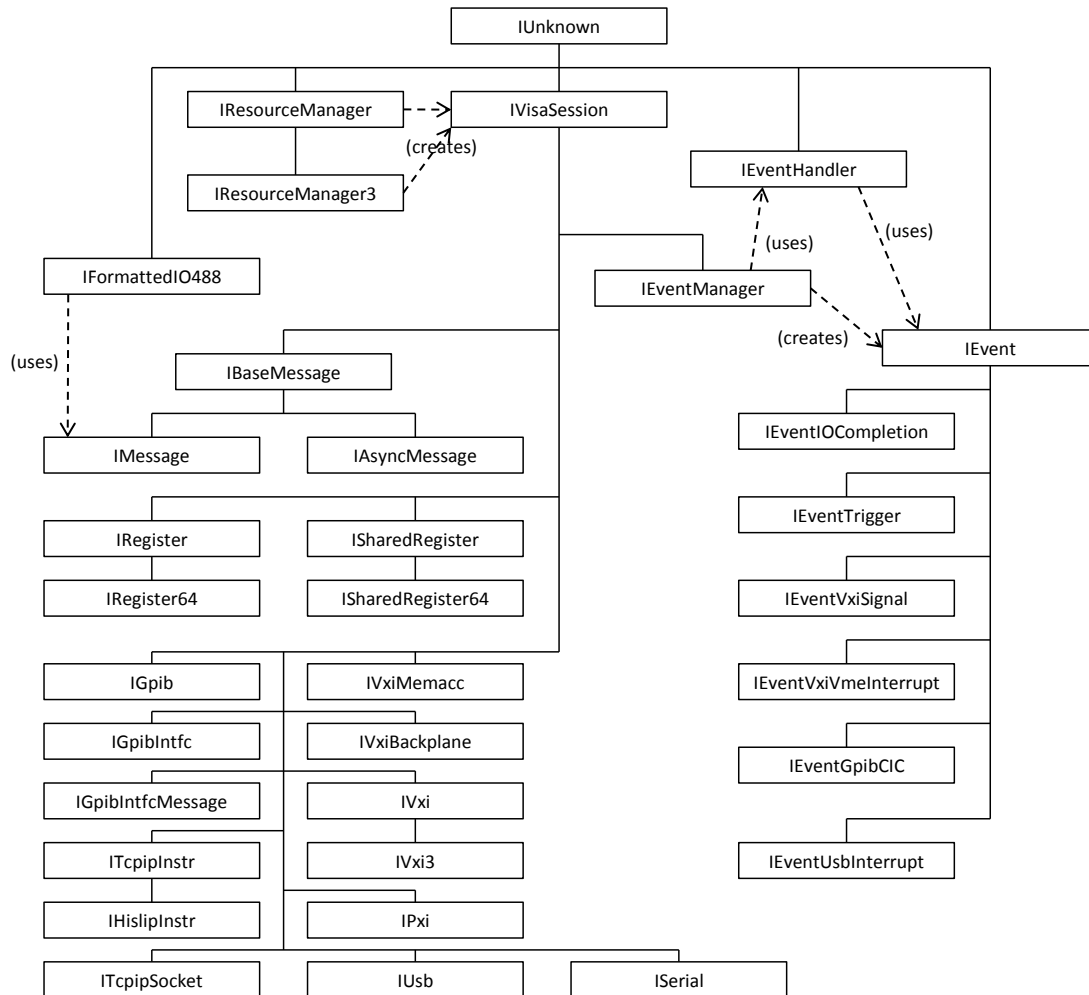 IUnknown
IResourceManager
IVisaSession
(creates)
IEventHandler
IResourceManager3
(uses)
(uses)
IFormattedIO488
IEventManager
(creates)
IEvent
(uses)
IBaseMessage
IEventIOCompletion
IMessage
IAsyncMessage
IEventTrigger
IRegister
ISharedRegister
IRegister64
ISharedRegister64
IEventVxiSignal
IGpib
IVxiMemacc
IEventVxiVmeInterrupt
IGpibIntfc
IVxiBackplane
IEventGpibCIC
IGpibIntfcMessage
IVxi
ITcpipInstr
IVxi3
IEventUsbInterrupt
IHislipInstr
IPxi
ITcpipSocket
IUsb
ISerial